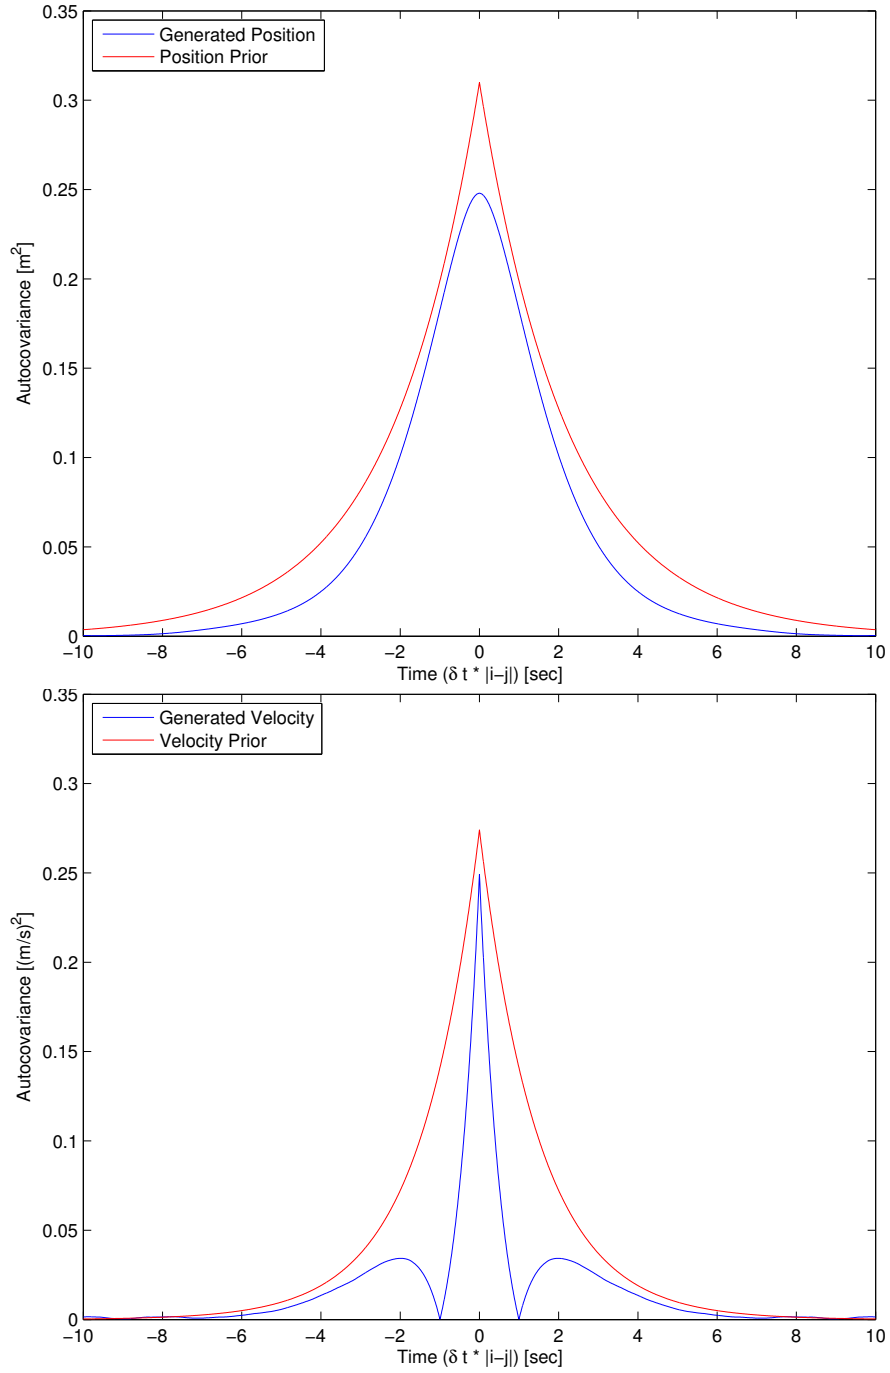 0.35
Generated Position
Position Prior
0.3
0.25
0.2
0.15
0.1
0.05
0
Autocovariance [m²]
−10 −8 −6 −4 −2 0 2 4 6 8 10
Time (δ t * |i−j|) [sec]
0.35
Generated Velocity
Velocity Prior
0.3
0.25
0.2
0.15
0.1
0.05
0
Autocovariance [(m/s)²]
−10 −8 −6 −4 −2 0 2 4 6 8 10
Time (δ t * |i−j|) [sec]